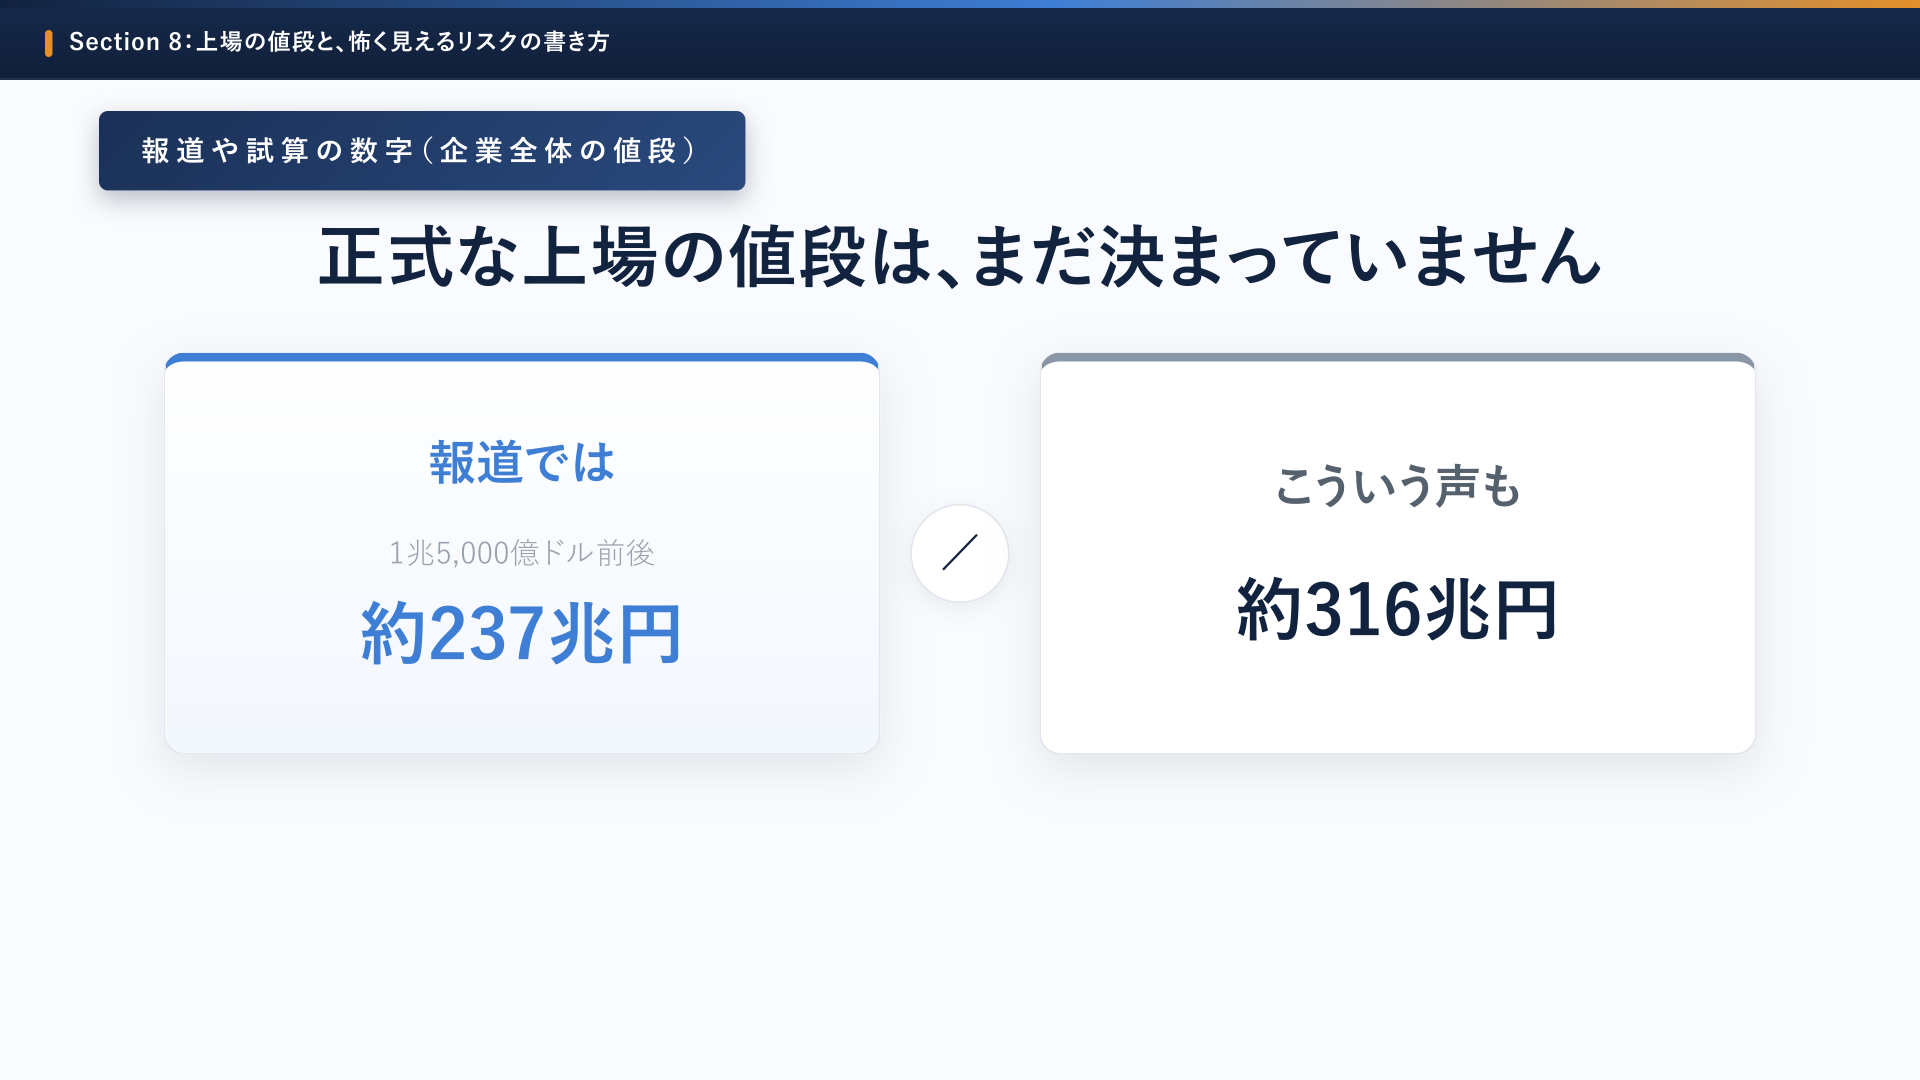 Section 8：上場の値段と、怖く見えるリスクの書き方
報道や試算の数字（企業全体の値段）
正式な上場の値段は、まだ決まっていません
報道では
1兆5,000億ドル前後
約237兆円
／
こういう声も
約316兆円